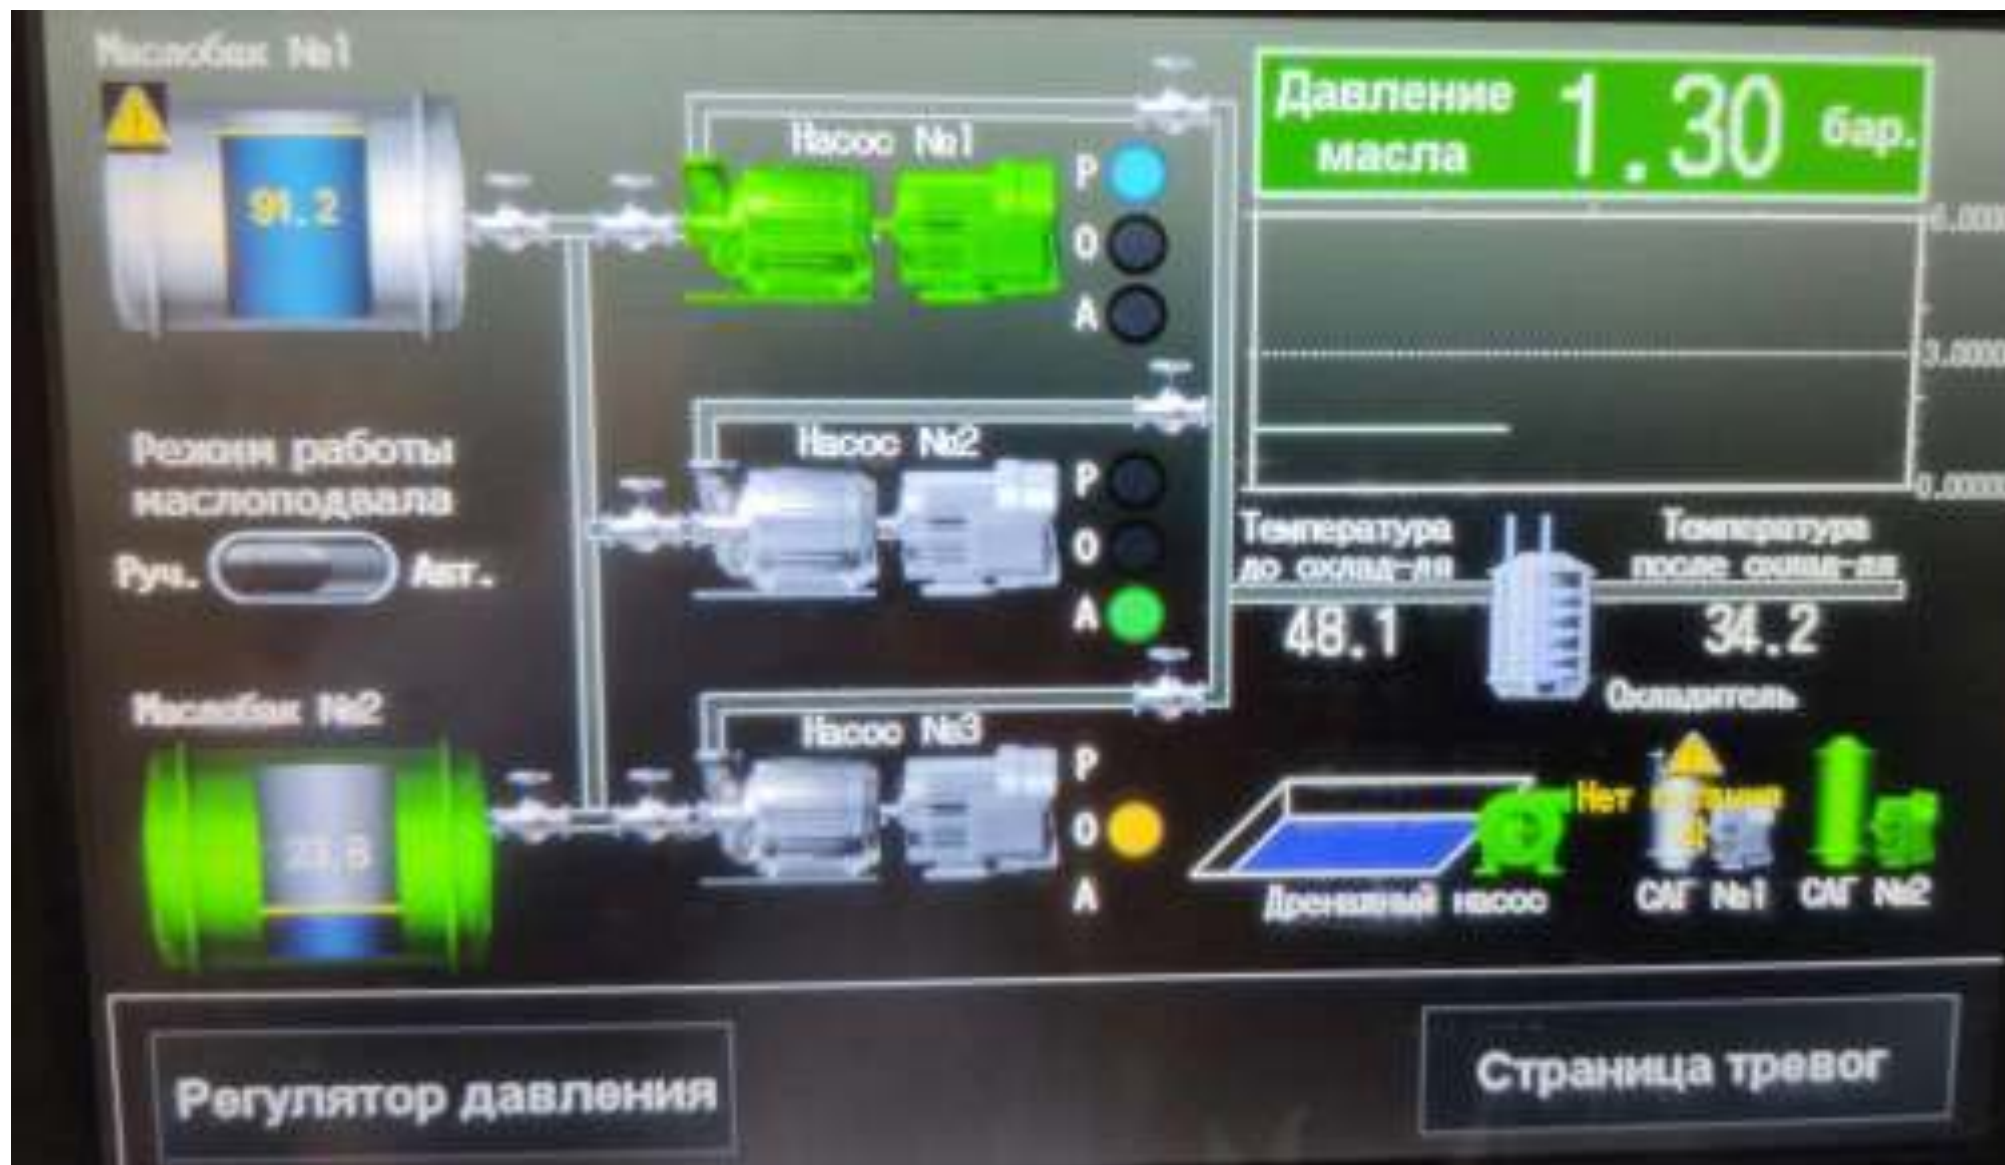 Маслобак №1
91.2
Насос №1
Р
О
А
Давление
масла
1.30
бар.
6.000
3.0000
0.0000
Режим работы
маслоподвала
Руч.
Авт.
Насос №2
Р
О
А
Температура
до охлад-ля
48.1
Температура
после охлад-ля
34.2
Охладитель
Маслобак №2
Насос №3
Р
О
А
Нет
Дренажный насос
САГ №1
САГ №2
Регулятор давления
Страница тревог